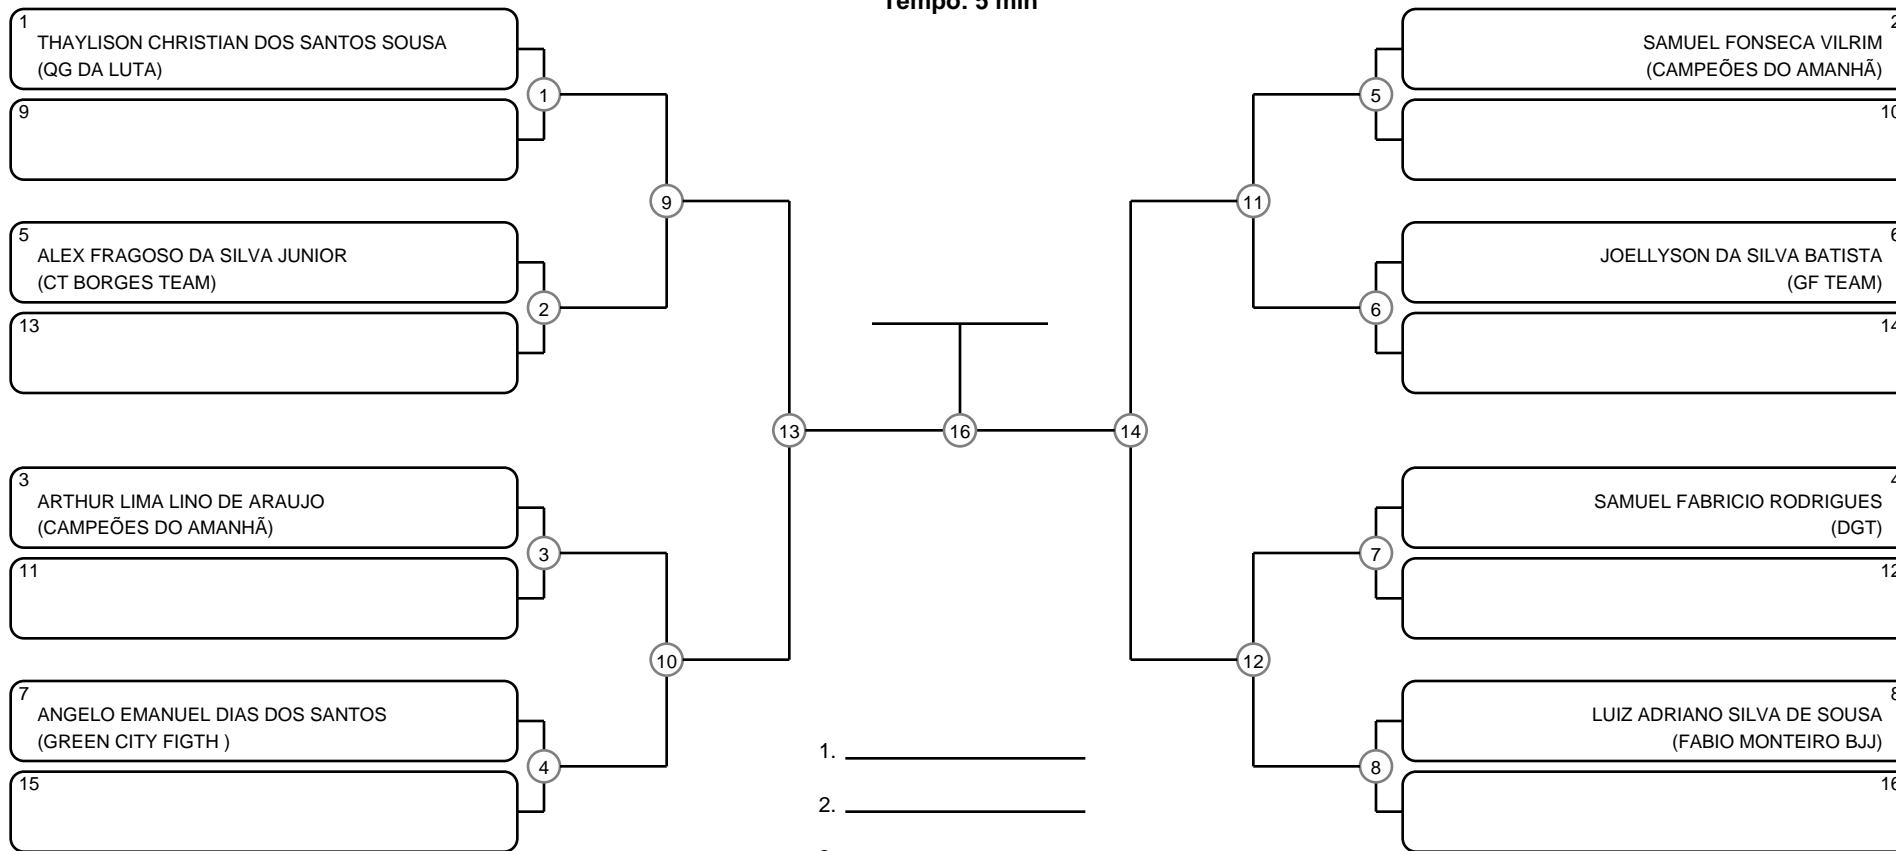 Tempo: 5 min
1
THAYLISON CHRISTIAN DOS SANTOS SOUSA
(QG DA LUTA)
9
5
ALEX FRAGOSO DA SILVA JUNIOR
(CT BORGES TEAM)
13
3
ARTHUR LIMA LINO DE ARAUJO
(CAMPEÕES DO AMANHÃ)
11
7
ANGELO EMANUEL DIAS DOS SANTOS
(GREEN CITY FIGTH )
15
1
2
3
4
9
10
13
16
14
11
12
5
6
7
8
2
SAMUEL FONSECA VILRIM
(CAMPEÕES DO AMANHÃ)
10
6
JOELLYSON DA SILVA BATISTA
(GF TEAM)
14
4
SAMUEL FABRICIO RODRIGUES
(DGT)
12
8
LUIZ ADRIANO SILVA DE SOUSA
(FABIO MONTEIRO BJJ)
16
1.
2.